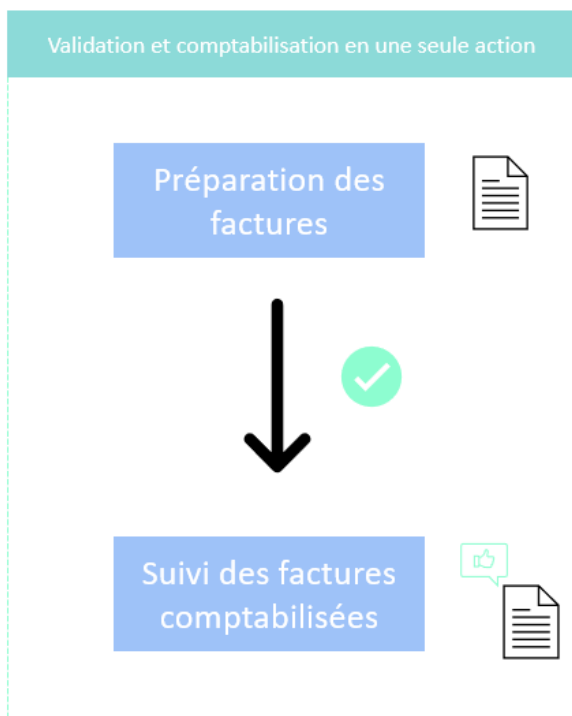 Validation et comptabilisation en une seule action
Préparation des
factures
Suivi des factures
comptabilisées